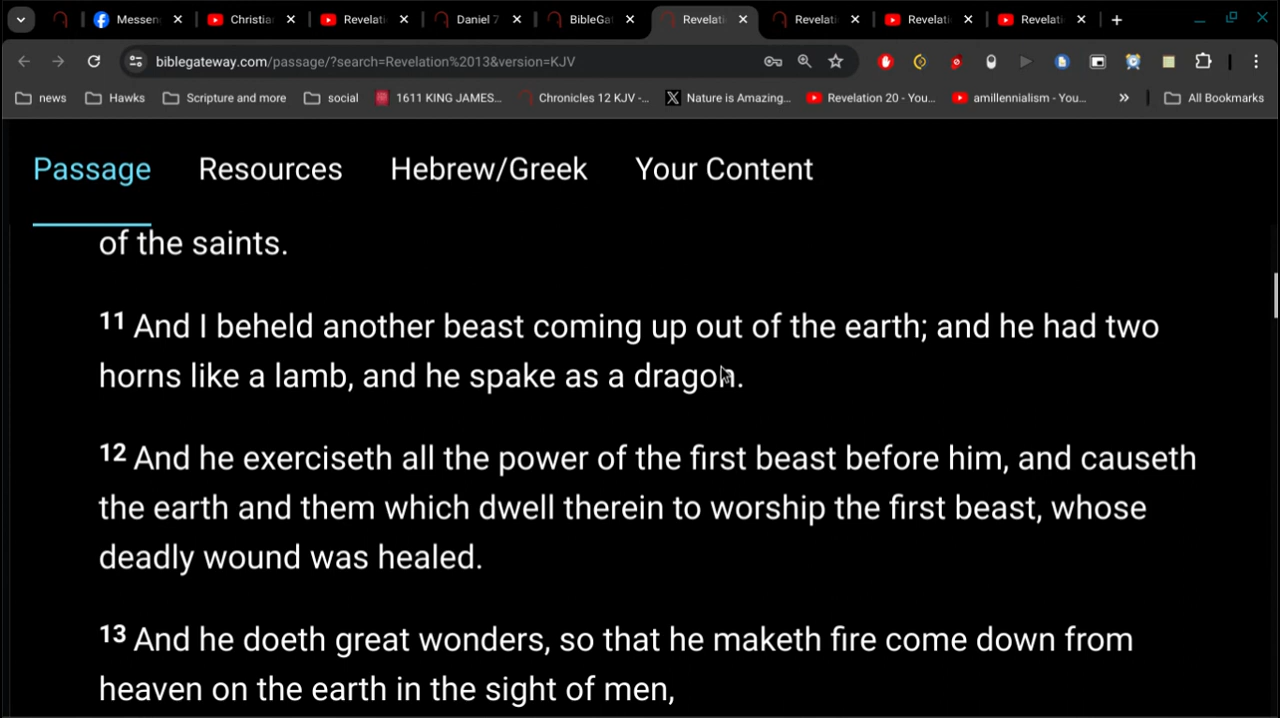 Messen
Christia
Revelati
Daniel 7
BibleGa
Revelati
Revelati
Revelati
Revelati
biblegateway.com/passage/?search=Revelation%2013&version=KJV
news
Hawks
Scripture and more
social
1611 KING JAMES...
Chronicles 12 KJV -...
X Nature is Amazing...
Revelation 20 - You...
amillennialism - You...
» All Bookmarks
Passage Resources Hebrew/Greek Your Content
of the saints.
11 And I beheld another beast coming up out of the earth; and he had two
horns like a lamb, and he spake as a dragon.
12 And he exerciseth all the power of the first beast before him, and causeth
the earth and them which dwell therein to worship the first beast, whose
deadly wound was healed.
13 And he doeth great wonders, so that he maketh fire come down from
heaven on the earth in the sight of men,